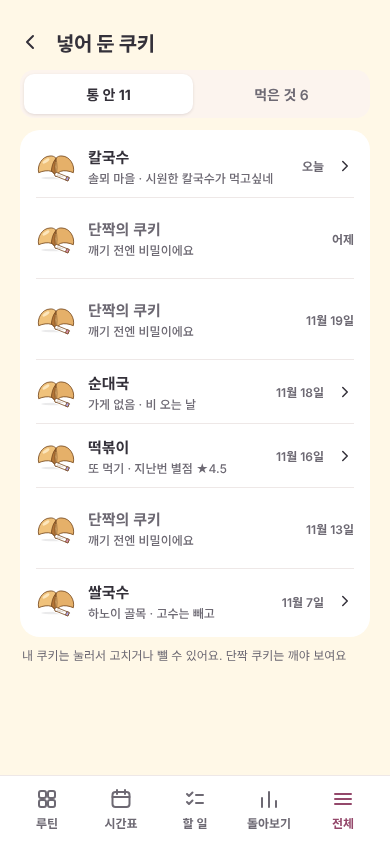 넣어 둔 쿠키
통 안 11
먹은 것 6
칼국수
솔뫼 마을 · 시원한 칼국수가 먹고싶네
오늘
단짝의 쿠키
깨기 전엔 비밀이에요
어제
단짝의 쿠키
깨기 전엔 비밀이에요
11월 19일
순대국
가게 없음 · 비 오는 날
11월 18일
떡볶이
또 먹기 · 지난번 별점 ★4.5
11월 16일
단짝의 쿠키
깨기 전엔 비밀이에요
11월 13일
쌀국수
하노이 골목 · 고수는 빼고
11월 7일
내 쿠키는 눌러서 고치거나 뺄 수 있어요. 단짝 쿠키는 깨야 보여요
루틴
시간표
할 일
돌아보기
전체